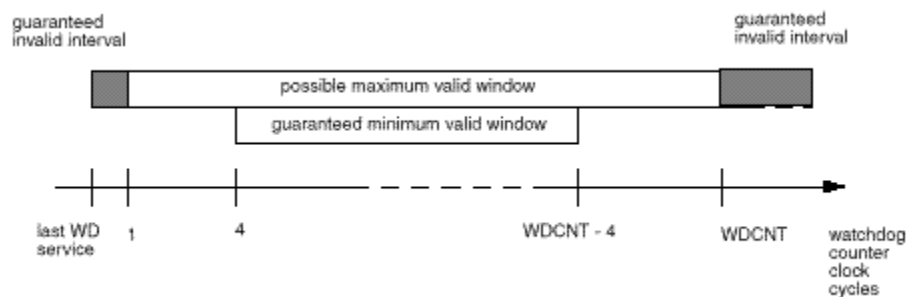 guaranteed
invalid interval
guaranteed
invalid interval
possible maximum valid window
guaranteed minimum valid window
last WD
service
1
4
WDCNT - 4
WDCNT
watchdog
counter
clock
cycles